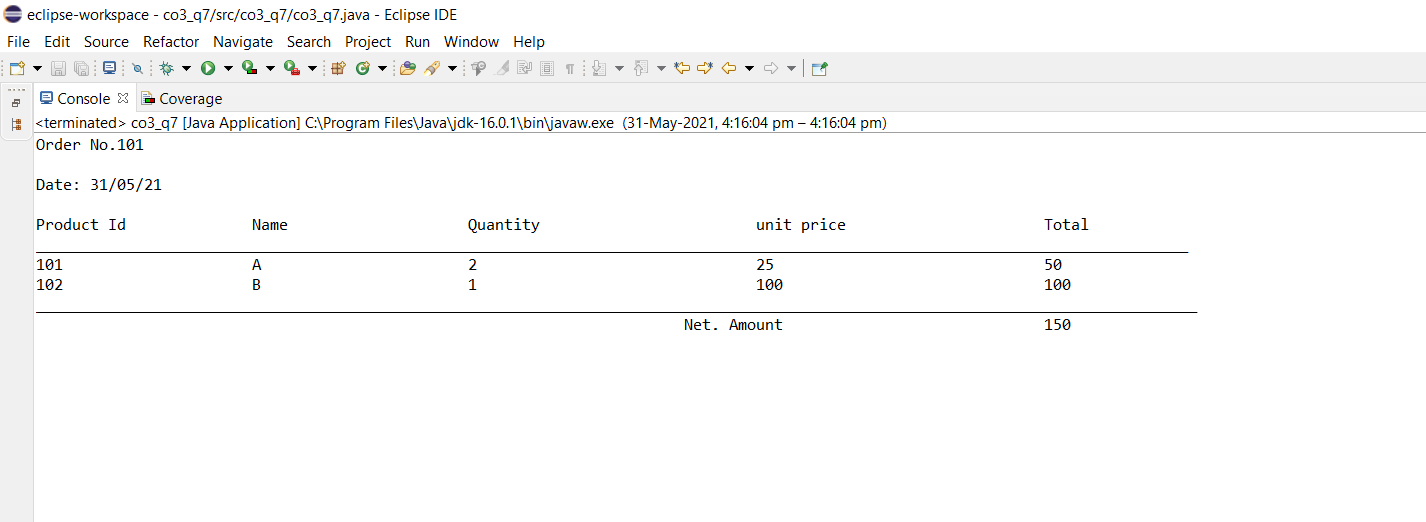 eclipse-workspace - co3_q7/src/co3_q7/co3_q7.java - Eclipse IDE
File Edit Source Refactor Navigate Search Project Run Window Help
Console Coverage
<terminated> co3_q7 [Java Application] C:\Program Files\Java\jdk-16.0.1\bin\javaw.exe (31-May-2021, 4:16:04 pm – 4:16:04 pm)
Order No.101
Date: 31/05/21
Product Id Name Quantity unit price Total
101 A 2 25 50
102 B 1 100 100
Net. Amount 150